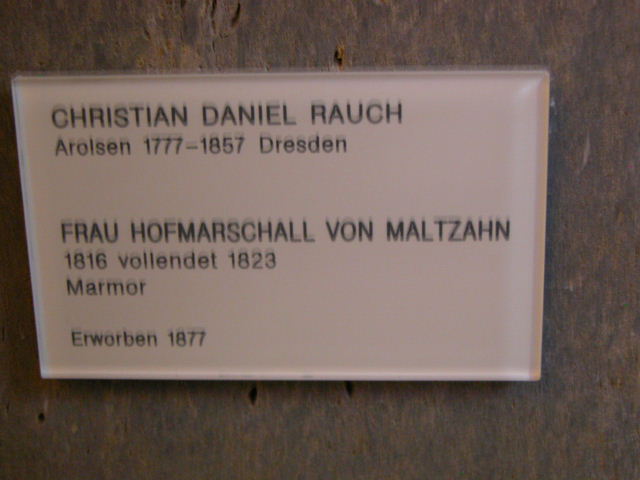 CHRISTIAN DANIEL RAUCH
Arolsen 1777–1857 Dresden
FRAU HOFMARSCHALL VON MALTZAHN
1816 vollendet 1823
Marmor
Erworben 1877